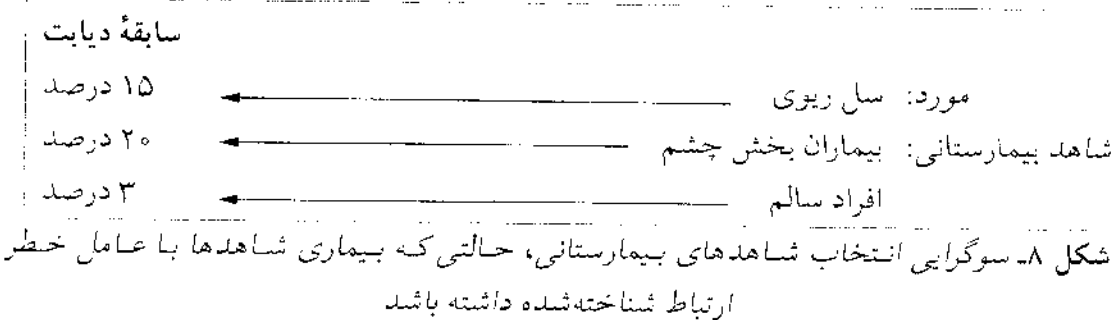 سابقهٔ دیابت
مورد: سل ریوی ۱۵ درصد
شاهد بیمارستانی: بیماران بخش چشم ۲۰ درصد
افراد سالم ۳ درصد
شکل ۸ـ سوگرایی انتخاب شاهدهای بیمارستانی، حالتی که بیماری شاهدها با عامل خطر
ارتباط شناخته‌شده داشته باشد